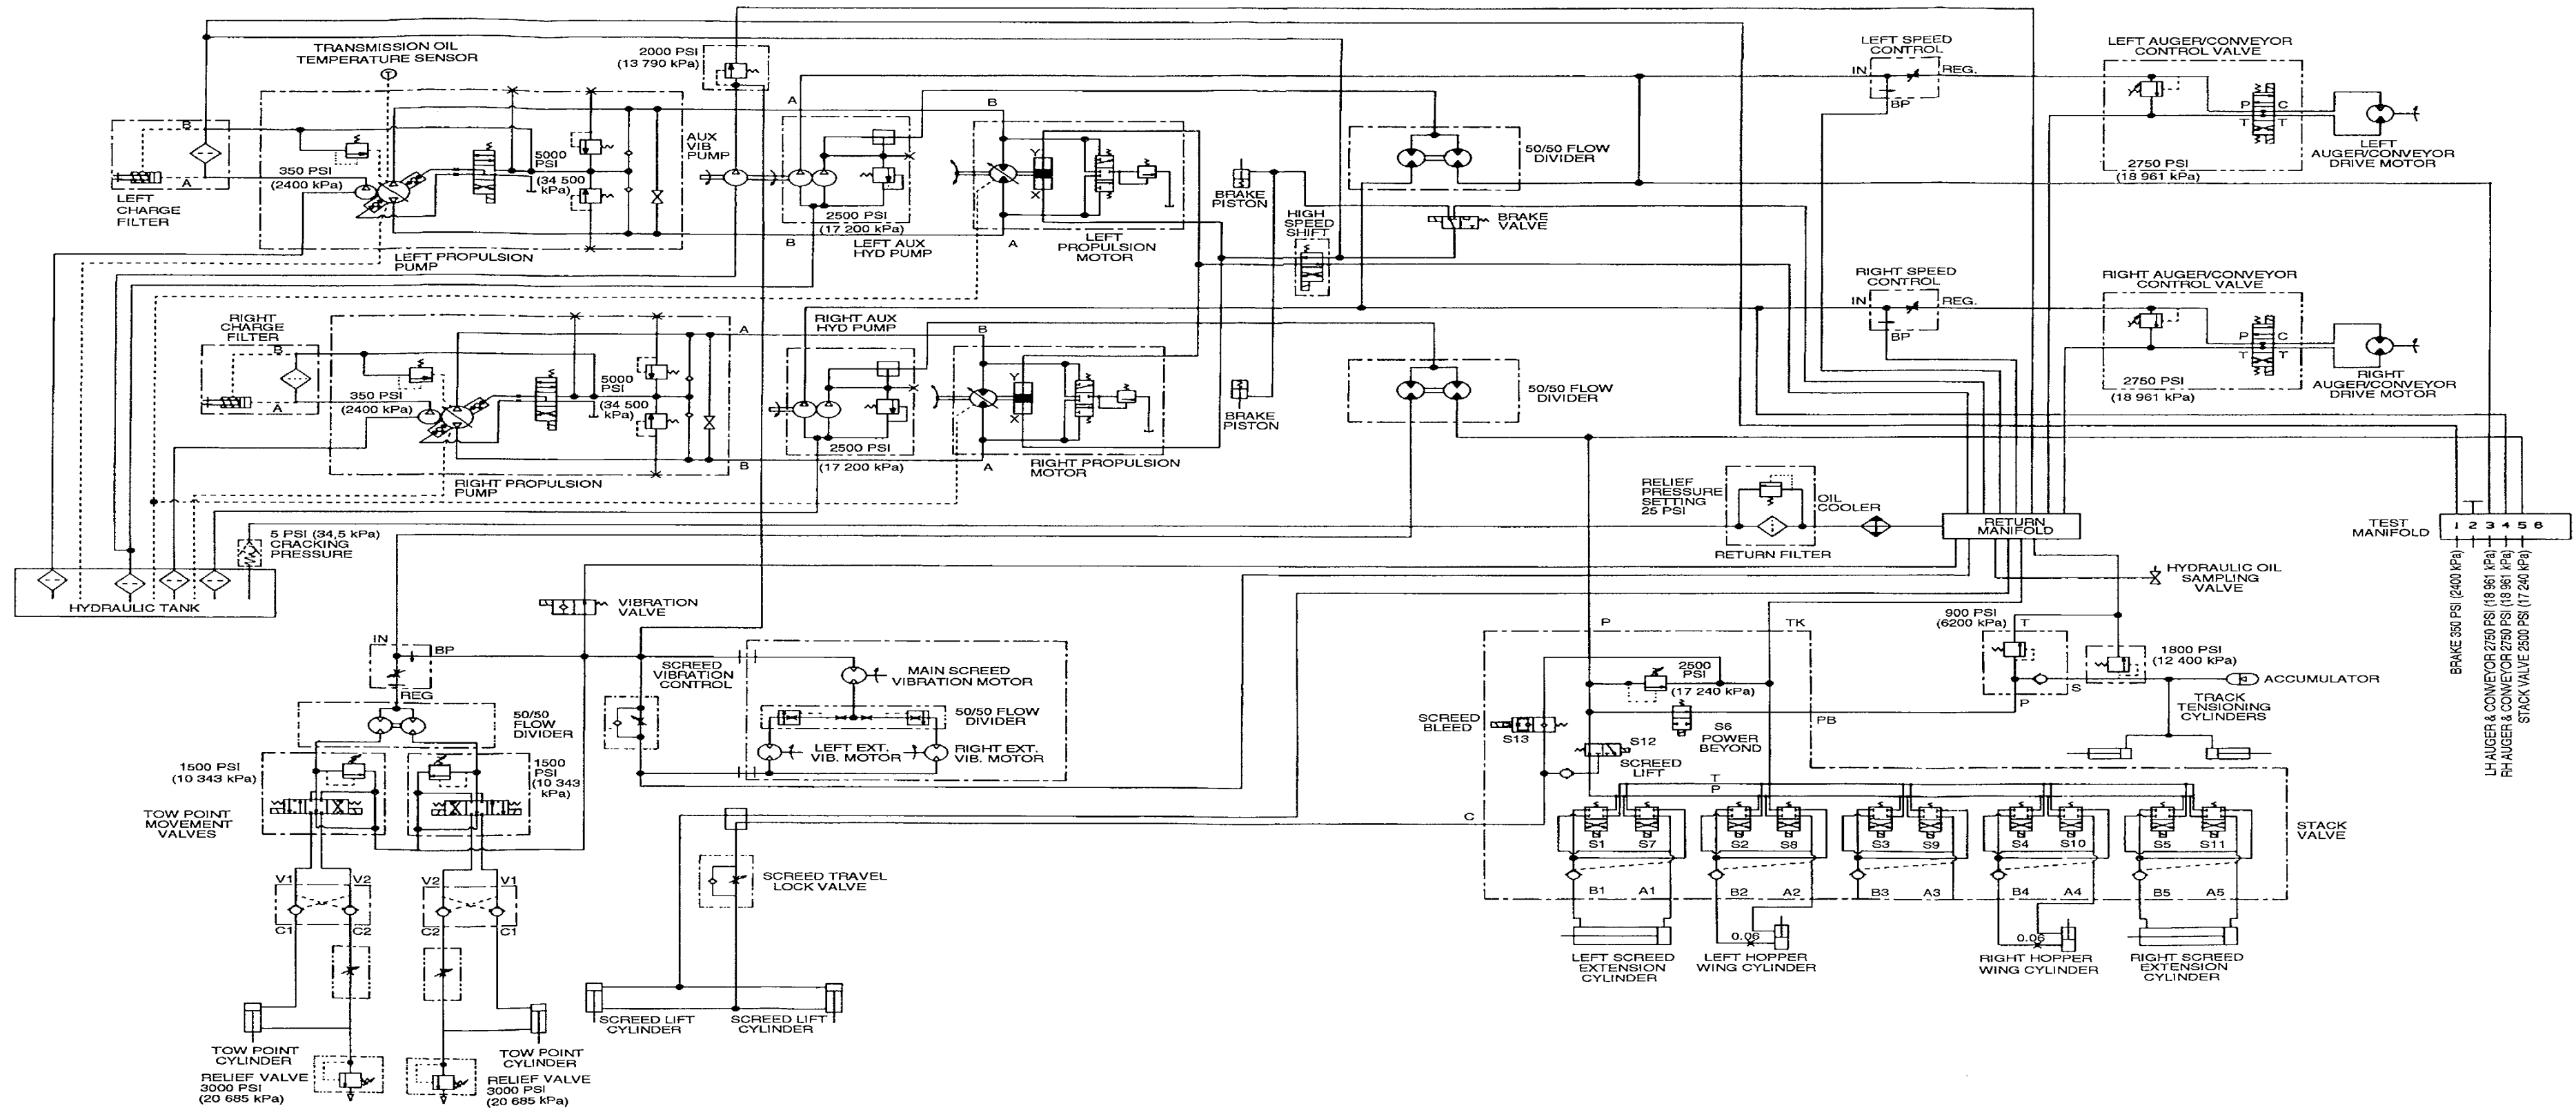 TRANSMISSION OIL
TEMPERATURE SENSOR
2000 PSI
(13 790 kPa)
LEFT SPEED
CONTROL
IN
REG.
BP
LEFT AUGER/CONVEYOR
CONTROL VALVE
P
C
T
T
2750 PSI
(18 961 kPa)
LEFT
AUGER/CONVEYOR
DRIVE MOTOR
B
A
LEFT
CHARGE
FILTER
350 PSI
(2400 kPa)
5000
PSI
(34 500
kPa)
AUX
VIB
PUMP
LEFT PROPULSION
PUMP
A
B
2500 PSI
(17 200 kPa)
LEFT AUX
HYD PUMP
B
Y
X
A
LEFT
PROPULSION
MOTOR
BRAKE
PISTON
HIGH
SPEED
SHIFT
50/50 FLOW
DIVIDER
BRAKE
VALVE
RIGHT SPEED
CONTROL
IN
REG.
BP
RIGHT AUGER/CONVEYOR
CONTROL VALVE
P
C
T
T
2750 PSI
(18 961 kPa)
RIGHT
AUGER/CONVEYOR
DRIVE MOTOR
RIGHT
CHARGE
FILTER
B
A
350 PSI
(2400 kPa)
5000
PSI
(34 500
kPa)
A
B
RIGHT PROPULSION
PUMP
RIGHT AUX
HYD PUMP
2500 PSI
(17 200 kPa)
B
Y
X
A
RIGHT PROPULSION
MOTOR
BRAKE
PISTON
50/50 FLOW
DIVIDER
RELIEF
PRESSURE
SETTING
25 PSI
OIL
COOLER
RETURN FILTER
RETURN
MANIFOLD
TEST
MANIFOLD
1 2 3 4 5 6
BRAKE 350 PSI (2400 kPa)
LH AUGER & CONVEYOR 2750 PSI (18 961 kPa)
RH AUGER & CONVEYOR 2750 PSI (18 961 kPa)
STACK VALVE 2500 PSI (17 240 kPa)
5 PSI (34,5 kPa)
CRACKING
PRESSURE
HYDRAULIC TANK
HYDRAULIC OIL
SAMPLING
VALVE
VIBRATION
VALVE
IN
BP
REG
SCREED
VIBRATION
CONTROL
MAIN SCREED
VIBRATION MOTOR
50/50 FLOW
DIVIDER
LEFT EXT.
VIB. MOTOR
RIGHT EXT.
VIB. MOTOR
50/50
FLOW
DIVIDER
1500 PSI
(10 343 kPa)
1500
PSI
(10 343
kPa)
TOW POINT
MOVEMENT
VALVES
V1
V2
V2
V1
C1
C2
C2
C1
TOW POINT
CYLINDER
TOW POINT
CYLINDER
RELIEF VALVE
3000 PSI
(20 685 kPa)
RELIEF VALVE
3000 PSI
(20 685 kPa)
SCREED TRAVEL
LOCK VALVE
SCREED LIFT
CYLINDER
SCREED LIFT
CYLINDER
P
TK
900 PSI
(6200 kPa)
T
S
P
1800 PSI
(12 400 kPa)
ACCUMULATOR
TRACK
TENSIONING
CYLINDERS
2500
PSI
(17 240 kPa)
PB
SCREED
BLEED
S13
S12
SCREED
LIFT
S6
POWER
BEYOND
C
T
P
STACK
VALVE
S1
S7
S2
S8
S3
S9
S4
S10
S5
S11
B1
A1
B2
A2
B3
A3
B4
A4
B5
A5
0.06
0.06
LEFT SCREED
EXTENSION
CYLINDER
LEFT HOPPER
WING CYLINDER
RIGHT HOPPER
WING CYLINDER
RIGHT SCREED
EXTENSION
CYLINDER